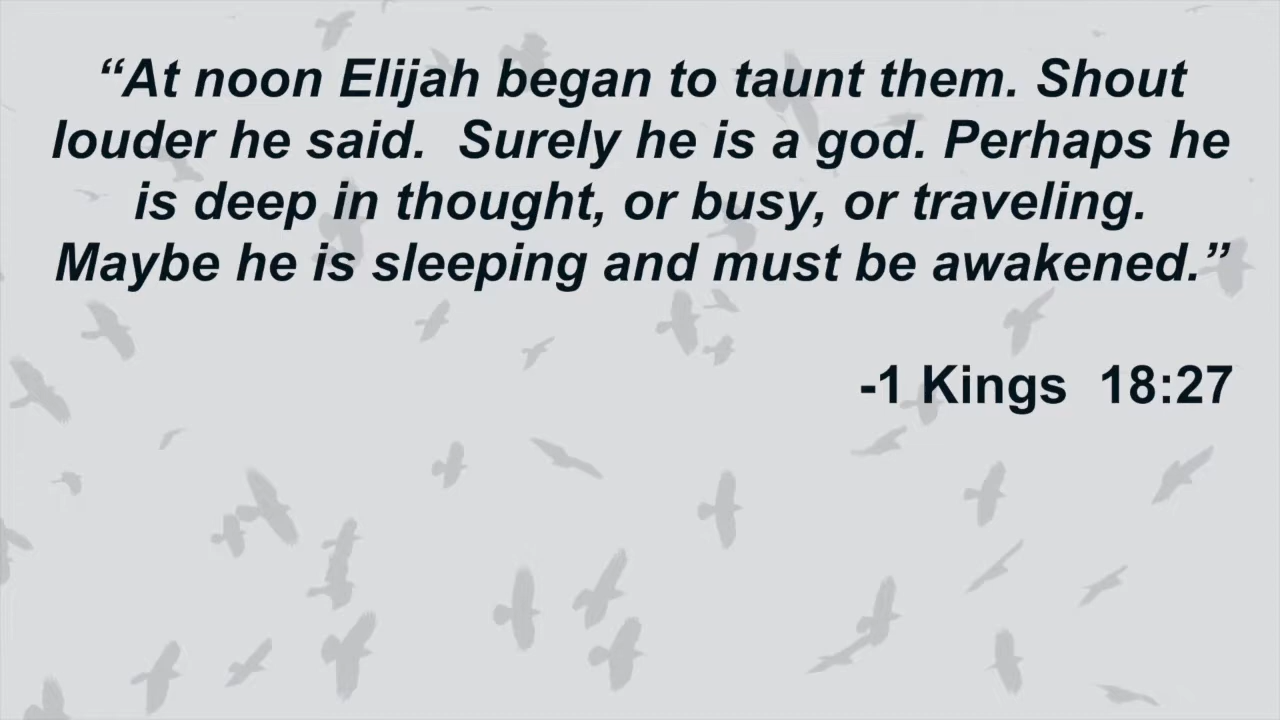 “At noon Elijah began to taunt them. Shout
louder he said.  Surely he is a god. Perhaps he
is deep in thought, or busy, or traveling.
Maybe he is sleeping and must be awakened.”
-1 Kings  18:27